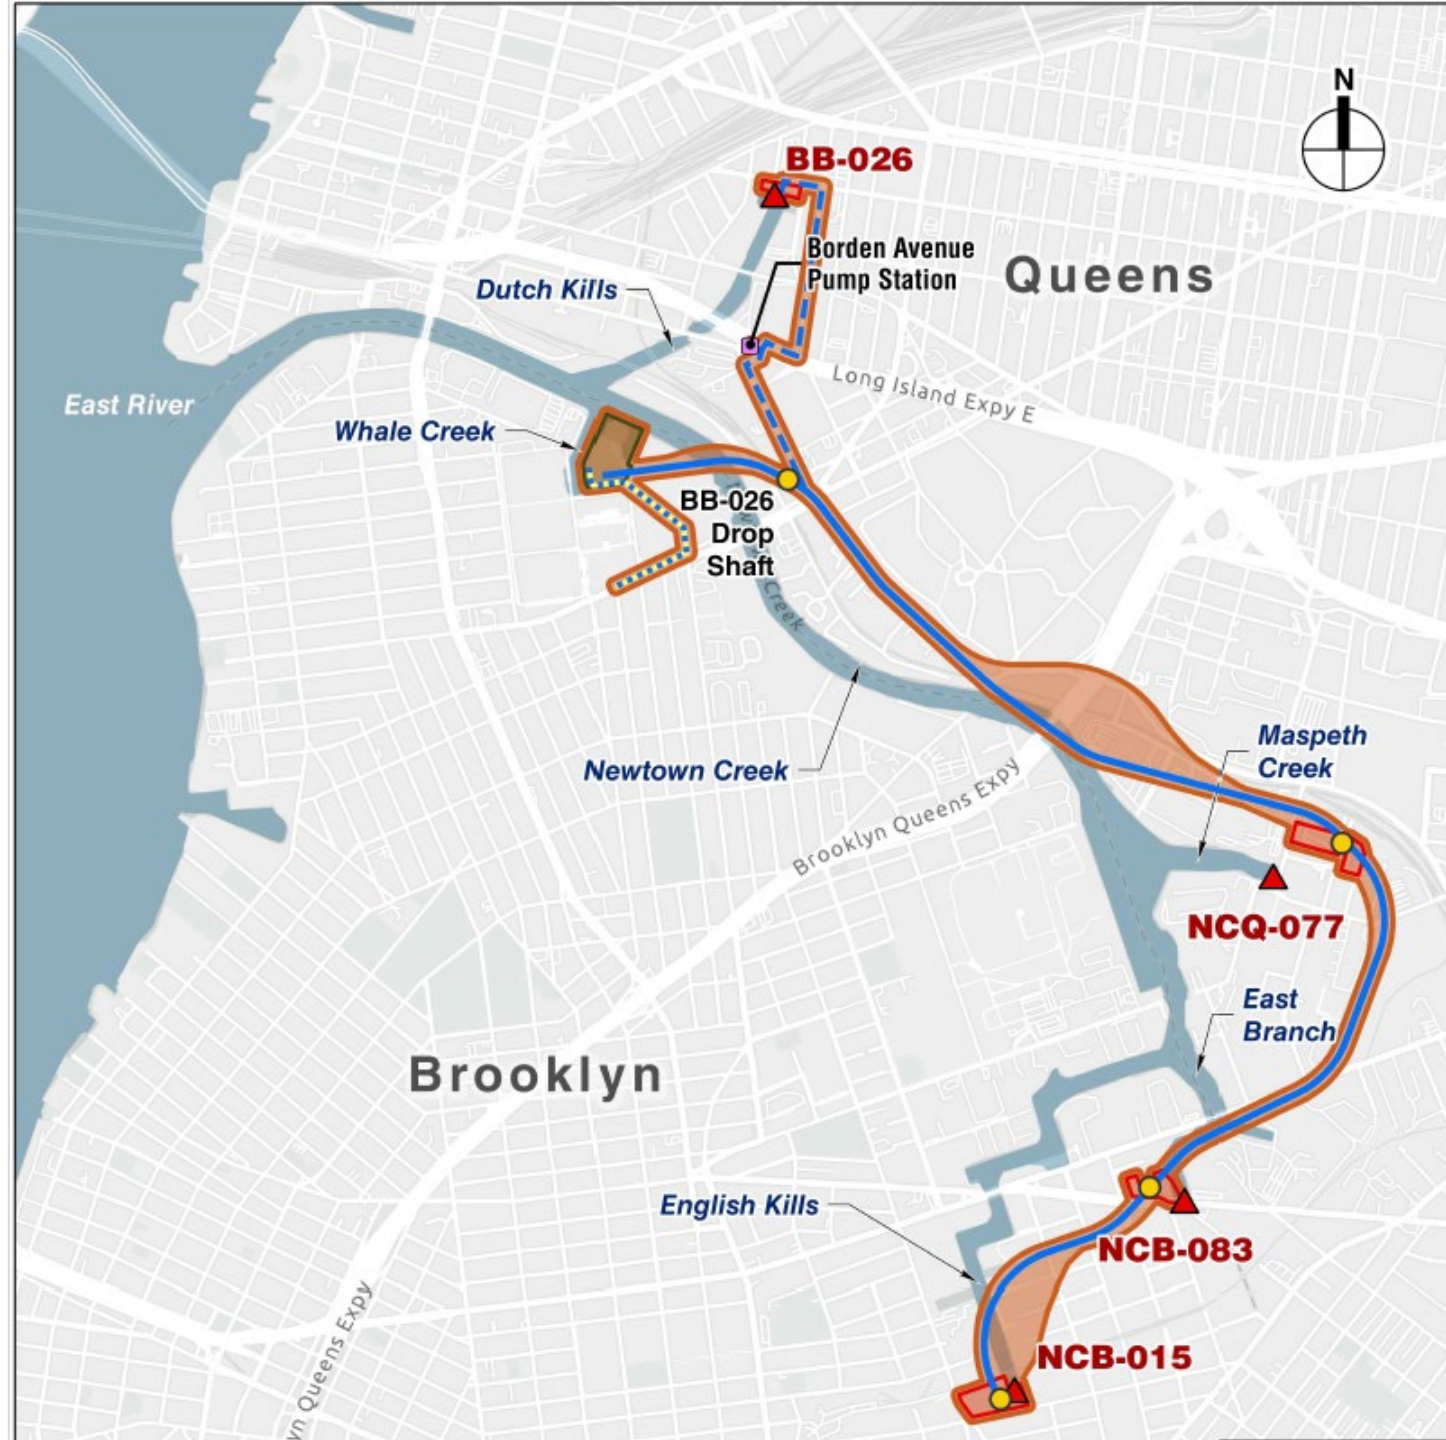 N
BB-026
Borden Avenue
Pump Station
Queens
Dutch Kills
Long Island Expy E
East River
Whale Creek
BB-026
Drop
Shaft
Creek
Newtown Creek
Maspeth
Creek
Brooklyn Queens Expy
NCQ-077
East
Branch
Brooklyn
English Kills
NCB-083
NCB-015
Queens Expy